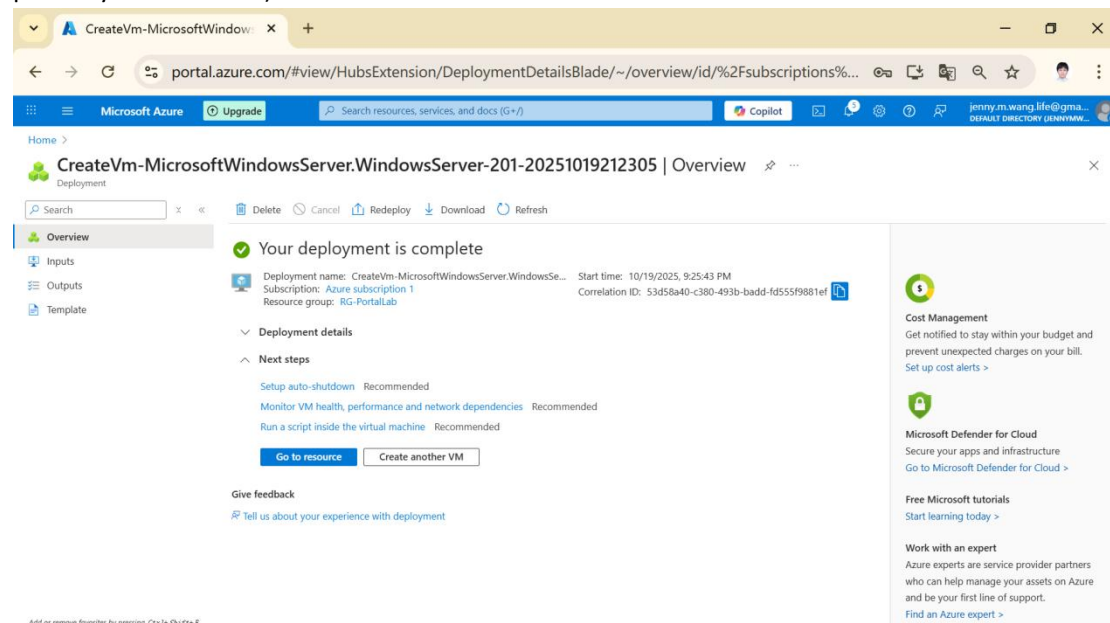 CreateVm-MicrosoftWindow
portal.azure.com/#view/HubsExtension/DeploymentDetailsBlade/~/overview/id/%2Fsubscriptions%...
Microsoft Azure
Upgrade
Search resources, services, and docs (G+/)
Copilot
jenny.m.wang.life@gma...
DEFAULT DIRECTORY (JENNYMW...
Home >
CreateVm-MicrosoftWindowsServer.WindowsServer-201-20251019212305 | Overview
Deployment
Search
Delete
Cancel
Redeploy
Download
Refresh
Overview
Inputs
Outputs
Template
Your deployment is complete
Deployment name: CreateVm-MicrosoftWindowsServer.WindowsSe...
Subscription: Azure subscription 1
Resource group: RG-PortalLab
Start time: 10/19/2025, 9:25:43 PM
Correlation ID: 53d58a40-c380-493b-badd-fd555f9881ef
Deployment details
Next steps
Setup auto-shutdown Recommended
Monitor VM health, performance and network dependencies Recommended
Run a script inside the virtual machine Recommended
Go to resource
Create another VM
Give feedback
Tell us about your experience with deployment
Cost Management
Get notified to stay within your budget and
prevent unexpected charges on your bill.
Set up cost alerts >
Microsoft Defender for Cloud
Secure your apps and infrastructure
Go to Microsoft Defender for Cloud >
Free Microsoft tutorials
Start learning today >
Work with an expert
Azure experts are service provider partners
who can help manage your assets on Azure
and be your first line of support.
Find an Azure expert >